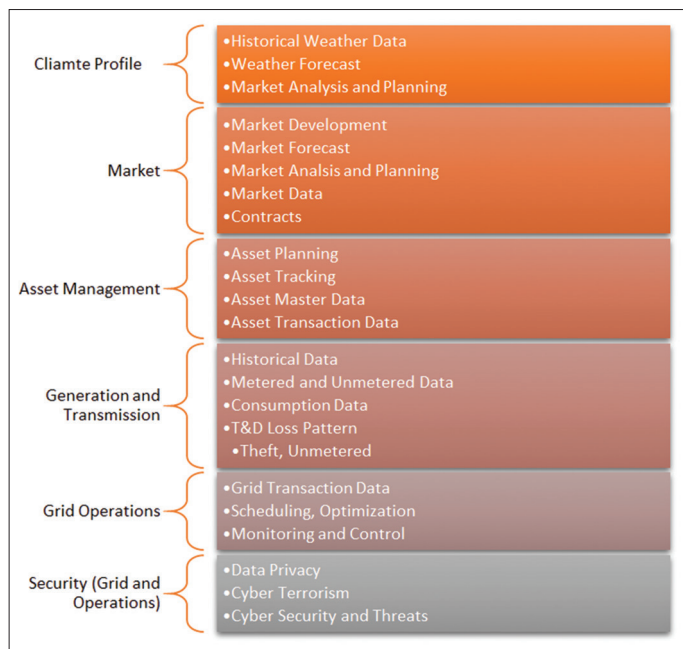 Cliamte Profile
•Historical Weather Data
•Weather Forecast
•Market Analysis and Planning
Market
•Market Development
•Market Forecast
•Market Analsis and Planning
•Market Data
•Contracts
Asset Management
•Asset Planning
•Asset Tracking
•Asset Master Data
•Asset Transaction Data
Generation and
Transmission
•Historical Data
•Metered and Unmetered Data
•Consumption Data
•T&D Loss Pattern
•Theft, Unmetered
Grid Operations
•Grid Transaction Data
•Scheduling, Optimization
•Monitoring and Control
Security (Grid and
Operations)
•Data Privacy
•Cyber Terrorism
•Cyber Security and Threats